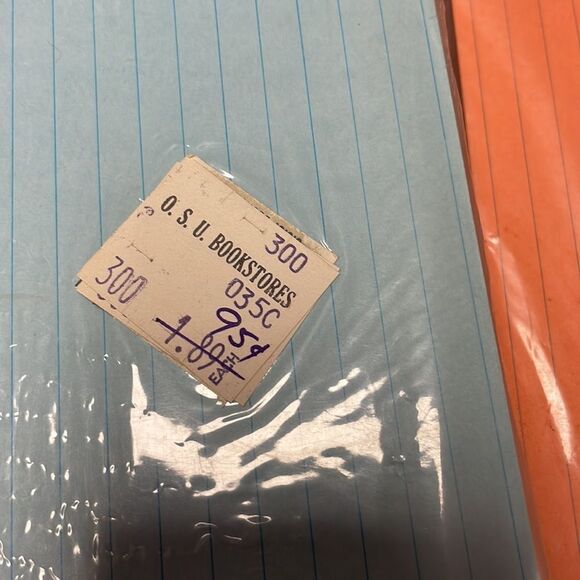 O. S. U. BOOKSTORES
300
035C
300
95¢
1.89
EACH